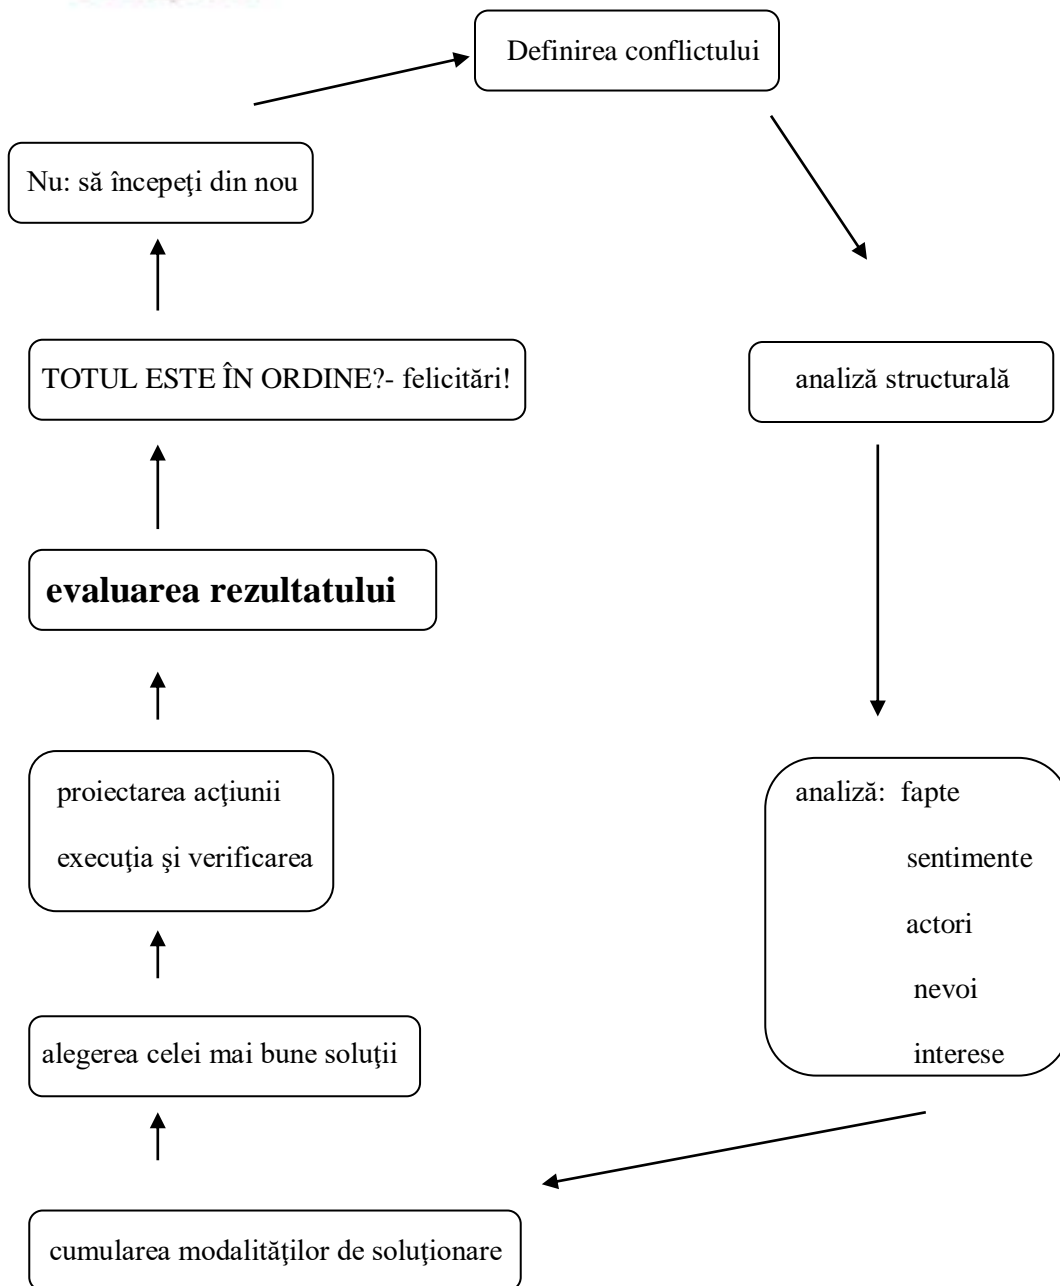 Definirea conflictului
Nu: să începeţi din nou
TOTUL ESTE ÎN ORDINE?- felicitări!
analiză structurală
evaluarea rezultatului
proiectarea acţiunii
execuţia şi verificarea
analiză: fapte
sentimente
actori
nevoi
interese
alegerea celei mai bune soluţii
cumularea modalităţilor de soluţionare